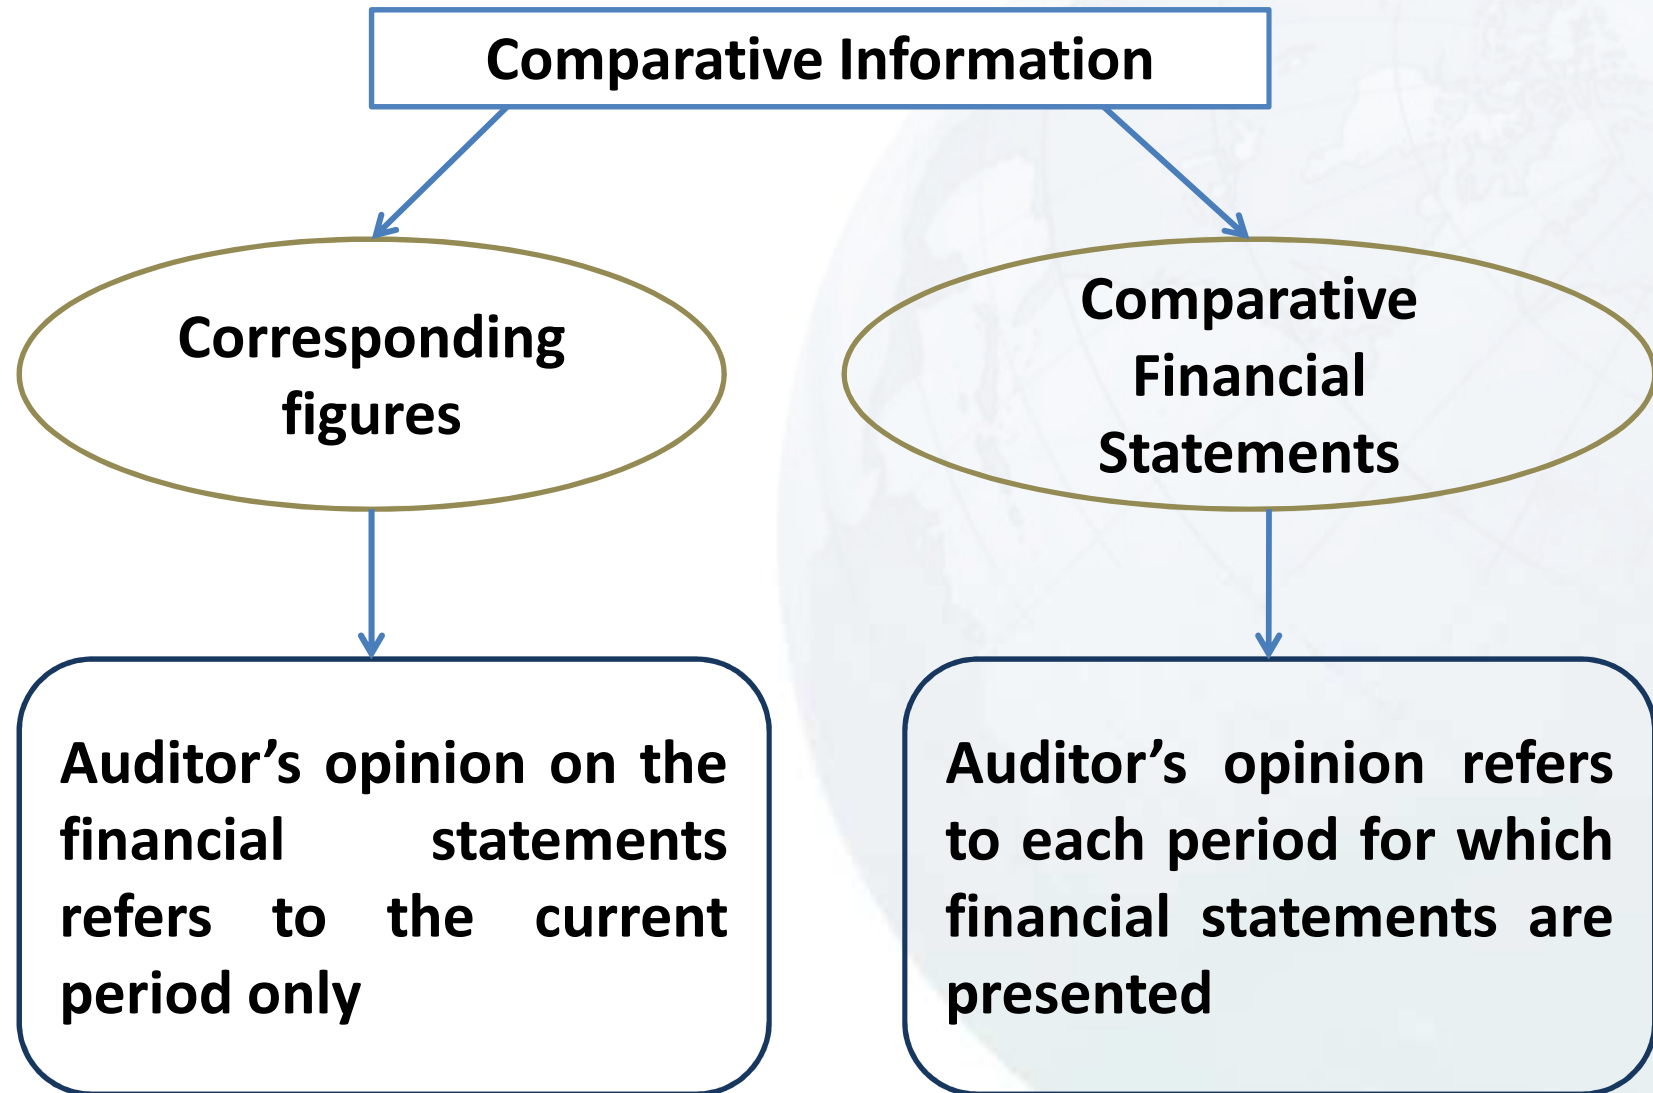 Comparative Information
Corresponding
figures
Comparative
Financial
Statements
Auditor’s opinion on the
financial statements
refers to the current
period only
Auditor’s opinion refers
to each period for which
financial statements are
presented